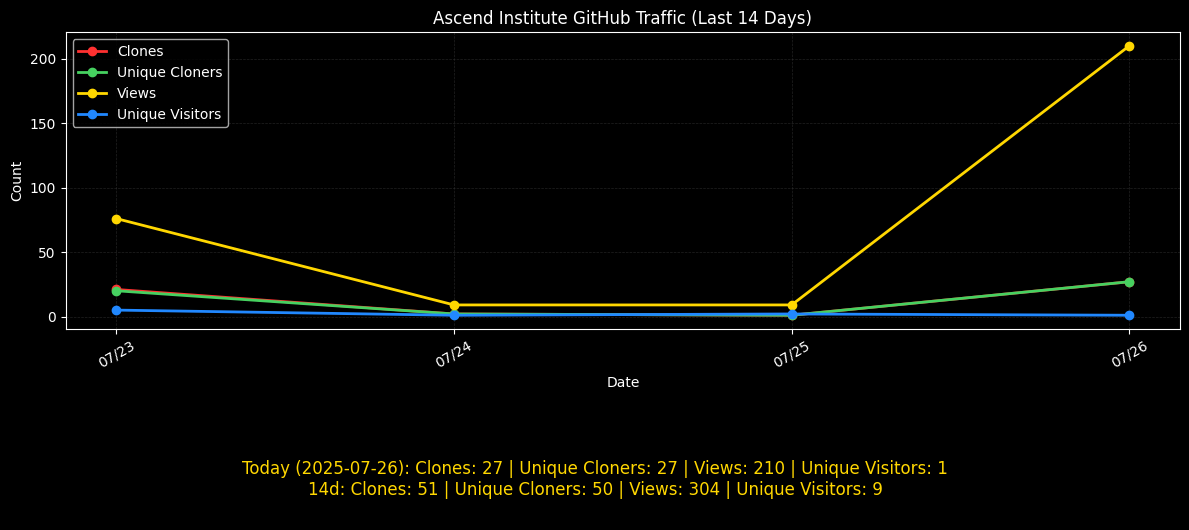 Ascend Institute GitHub Traffic (Last 14 Days)
Clones
Unique Cloners
Views
Unique Visitors
Count
200
150
100
50
0
07/23
07/24
07/25
07/26
Date
Today (2025-07-26): Clones: 27 | Unique Cloners: 27 | Views: 210 | Unique Visitors: 1
14d: Clones: 51 | Unique Cloners: 50 | Views: 304 | Unique Visitors: 9